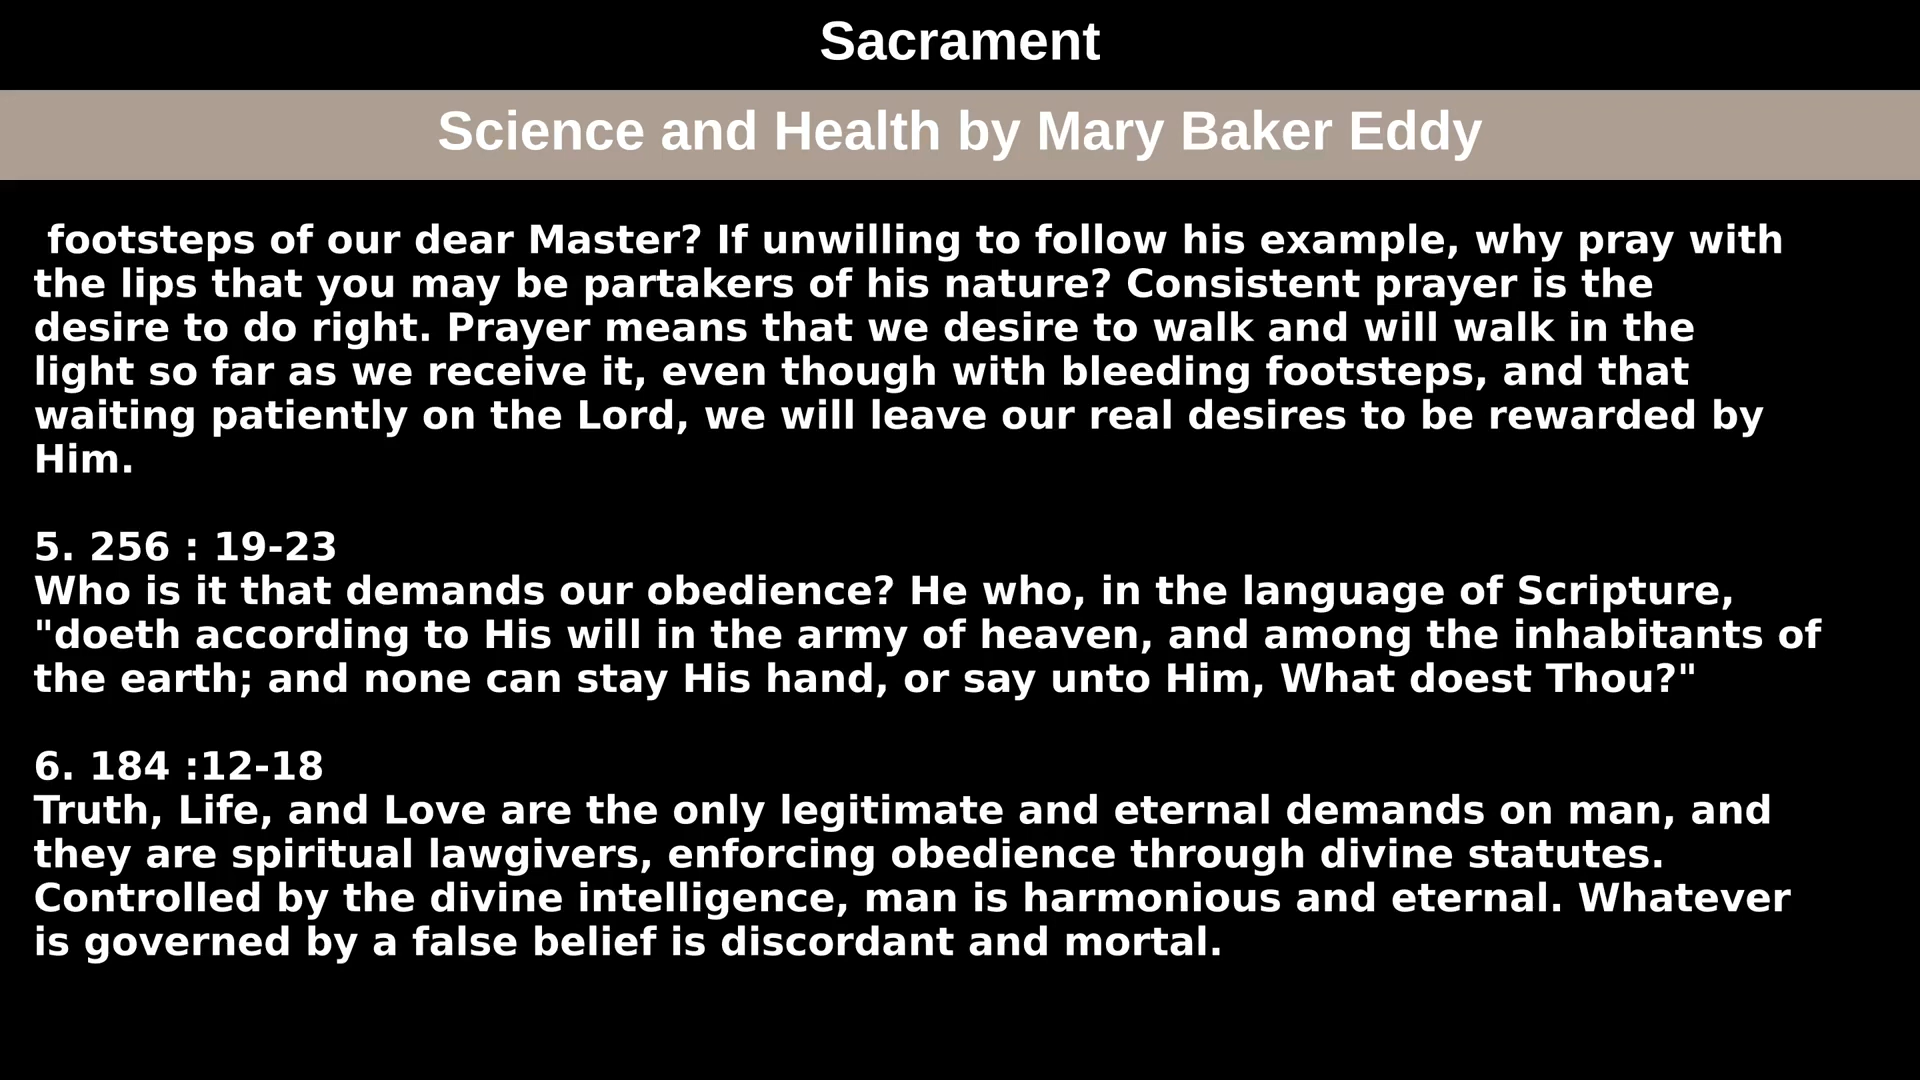 Sacrament
Science and Health by Mary Baker Eddy
footsteps of our dear Master? If unwilling to follow his example, why pray with
the lips that you may be partakers of his nature? Consistent prayer is the
desire to do right. Prayer means that we desire to walk and will walk in the
light so far as we receive it, even though with bleeding footsteps, and that
waiting patiently on the Lord, we will leave our real desires to be rewarded by
Him.
5. 256 : 19-23
Who is it that demands our obedience? He who, in the language of Scripture,
"doeth according to His will in the army of heaven, and among the inhabitants of
the earth; and none can stay His hand, or say unto Him, What doest Thou?"
6. 184 :12-18
Truth, Life, and Love are the only legitimate and eternal demands on man, and
they are spiritual lawgivers, enforcing obedience through divine statutes.
Controlled by the divine intelligence, man is harmonious and eternal. Whatever
is governed by a false belief is discordant and mortal.